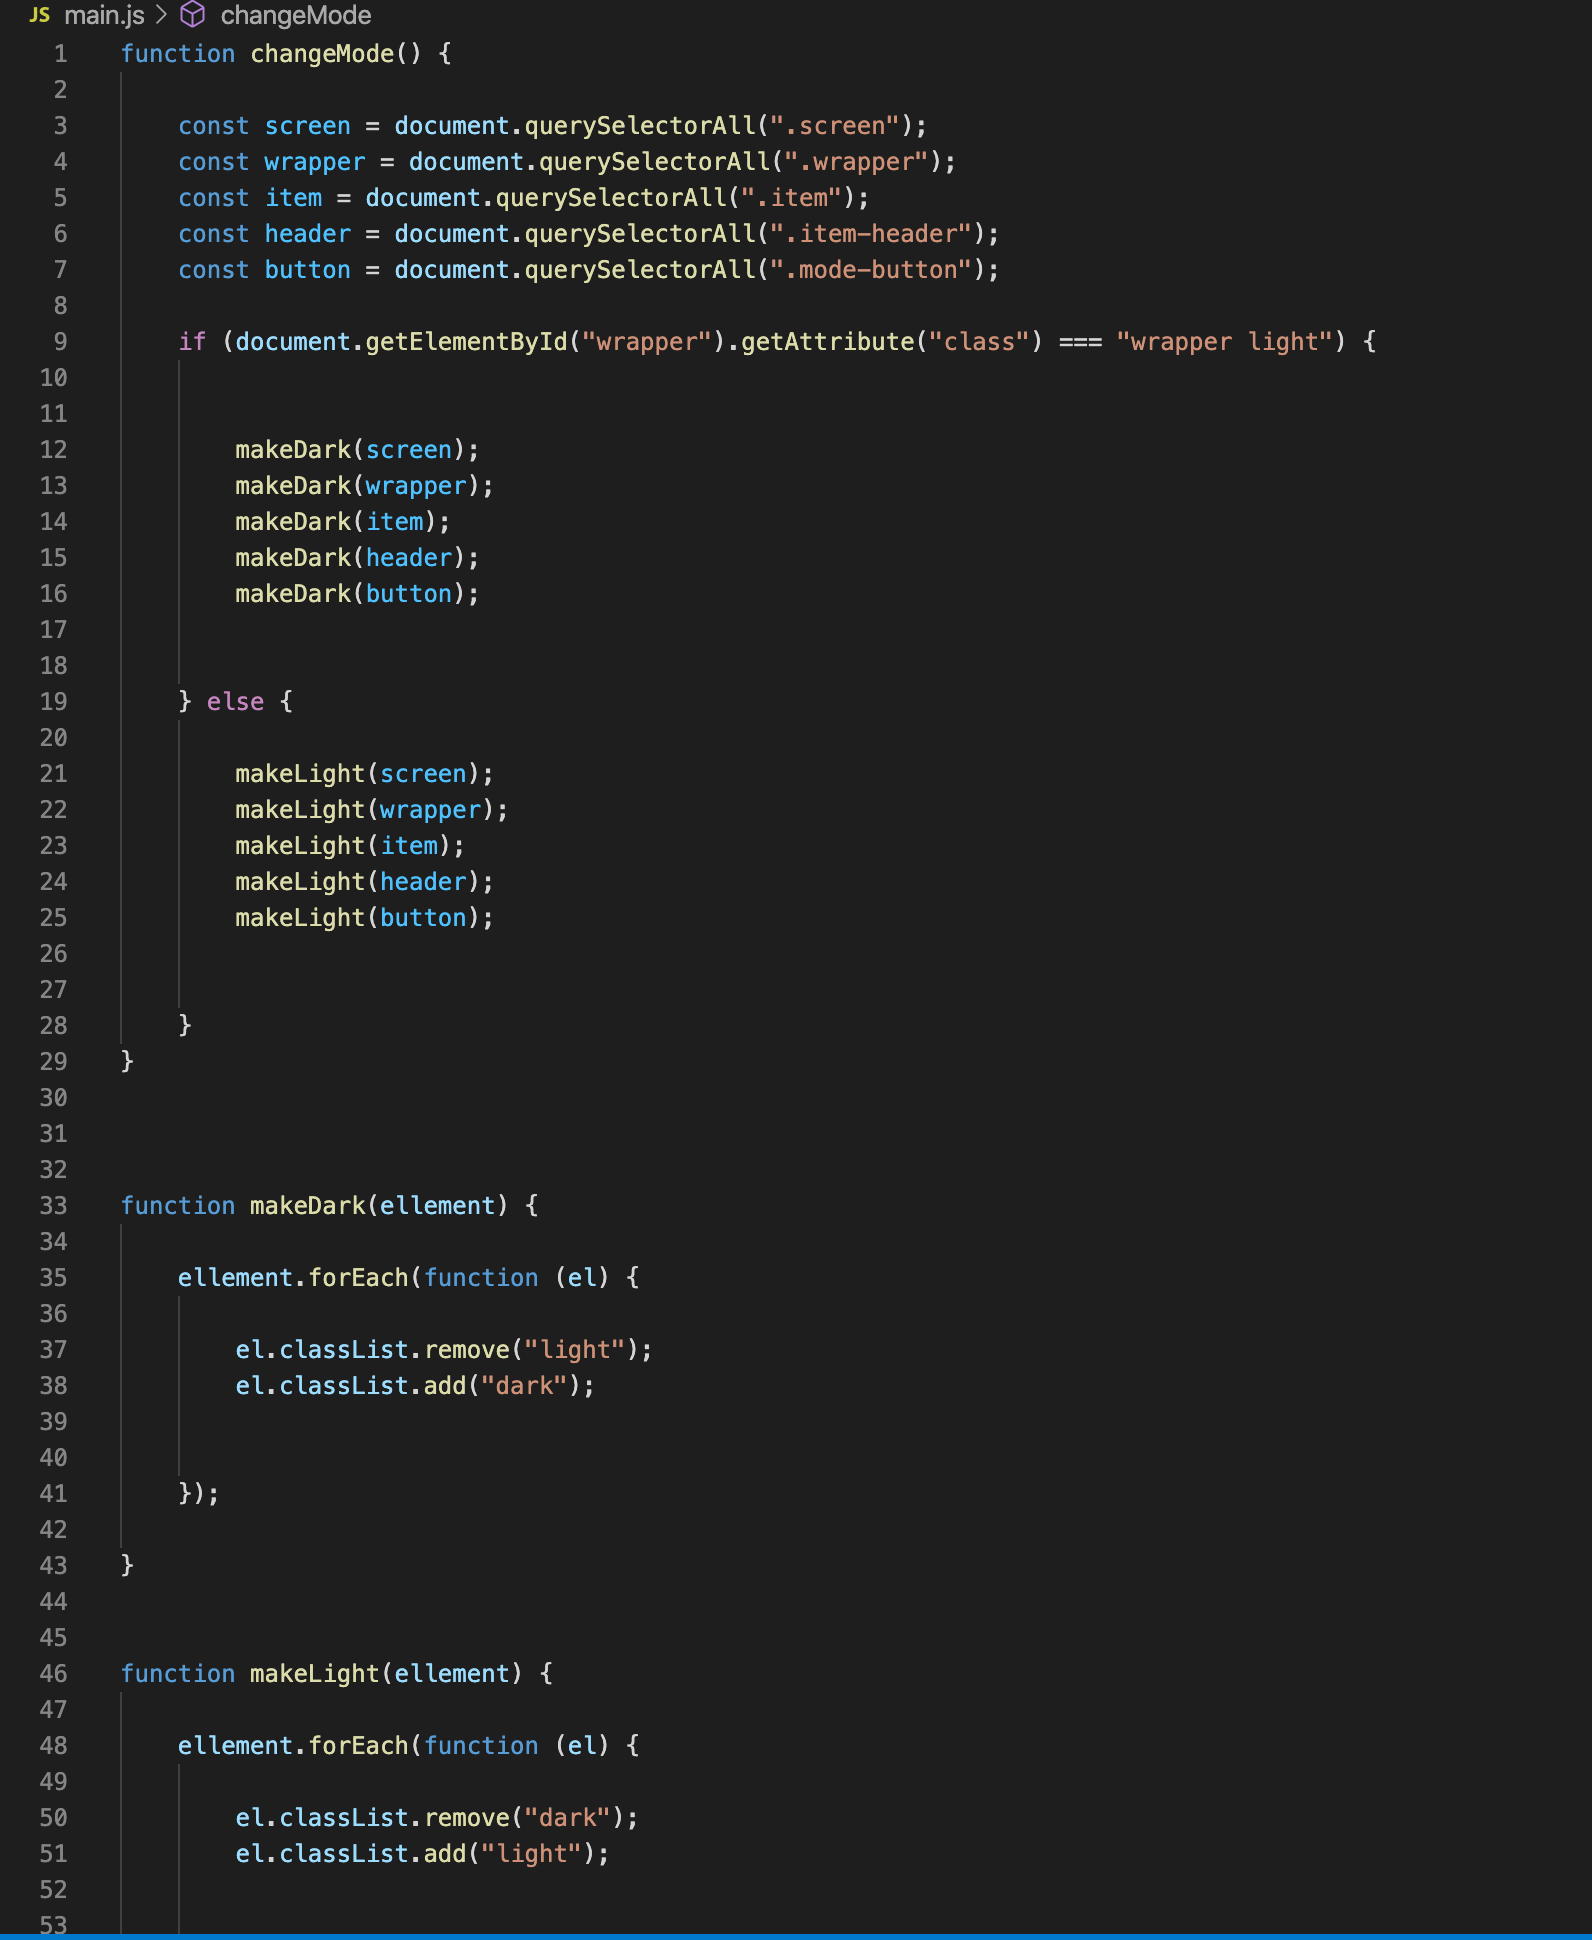 JS main.js > changeMode
1 function changeMode() {
2
3 const screen = document.querySelectorAll(".screen");
4 const wrapper = document.querySelectorAll(".wrapper");
5 const item = document.querySelectorAll(".item");
6 const header = document.querySelectorAll(".item-header");
7 const button = document.querySelectorAll(".mode-button");
8
9 if (document.getElementById("wrapper").getAttribute("class") === "wrapper light") {
10
11
12 makeDark(screen);
13 makeDark(wrapper);
14 makeDark(item);
15 makeDark(header);
16 makeDark(button);
17
18
19 } else {
20
21 makeLight(screen);
22 makeLight(wrapper);
23 makeLight(item);
24 makeLight(header);
25 makeLight(button);
26
27
28 }
29 }
30
31
32
33 function makeDark(ellement) {
34
35 ellement.forEach(function (el) {
36
37 el.classList.remove("light");
38 el.classList.add("dark");
39
40
41 });
42
43 }
44
45
46 function makeLight(ellement) {
47
48 ellement.forEach(function (el) {
49
50 el.classList.remove("dark");
51 el.classList.add("light");
52
53